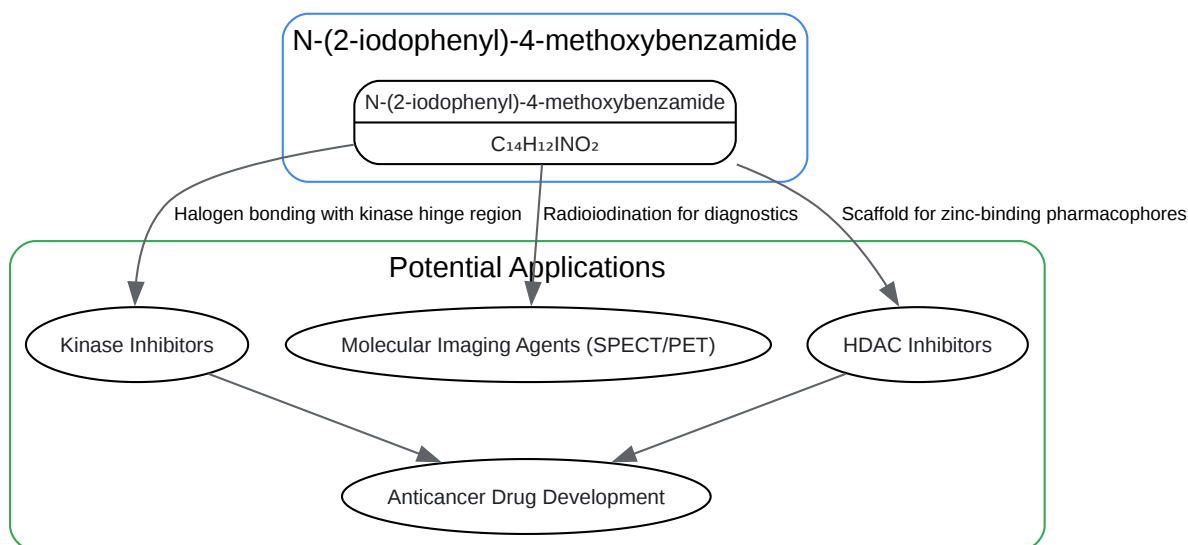 N-(2-iodophenyl)-4-methoxybenzamide
N-(2-iodophenyl)-4-methoxybenzamide
C₁₄H₁₂INO₂
Halogen bonding with kinase hinge region
Radioiodination for diagnostics
Scaffold for zinc-binding pharmacophores
Potential Applications
Kinase Inhibitors
Molecular Imaging Agents (SPECT/PET)
HDAC Inhibitors
Anticancer Drug Development